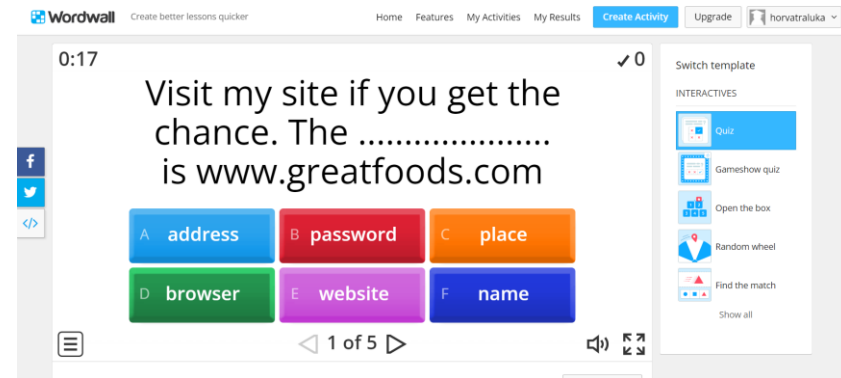 Wordwall Create better lessons quicker Home Features My Activities My Results Create Activity Upgrade horvatraluka
0:17 ✓ 0
Visit my site if you get the
chance. The .....................
is www.greatfoods.com
A address B password C place
D browser E website F name
1 of 5
f
</>
Switch template
INTERACTIVES
Quiz
Gameshow quiz
Open the box
Random wheel
Find the match
Show all